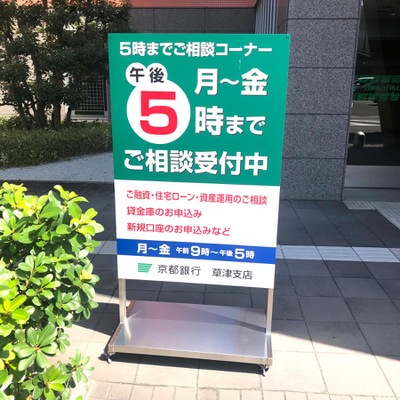 5時までご相談コーナー
午後5時まで
月〜金
ご相談受付中
ご融資・住宅ローン・資産運用のご相談
貸金庫のお申込み
新規口座のお申込みなど
月〜金 午前9時〜午後5時
京都銀行 草津支店